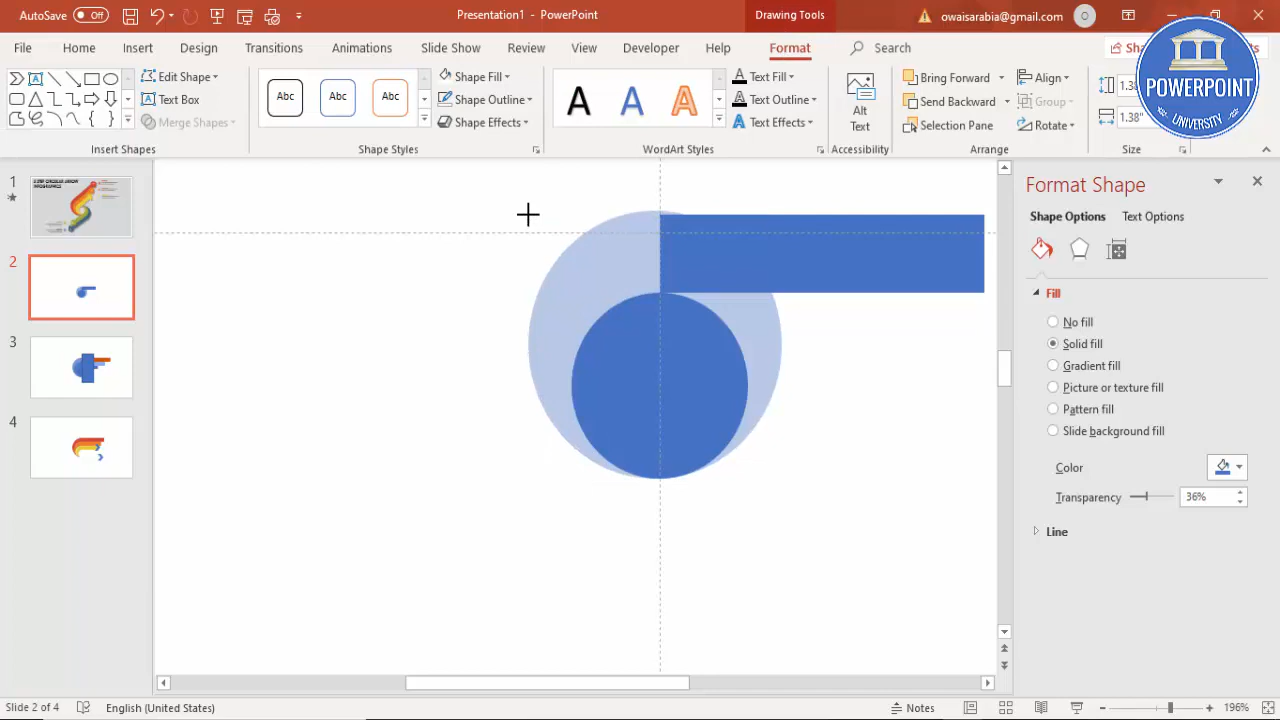 AutoSave Off
Presentation1 - PowerPoint
Drawing Tools
owaisarabia@gmail.com
O
File Home Insert Design Transitions Animations Slide Show Review View Developer Help Format Search
Edit Shape
Text Box
Merge Shapes
Insert Shapes
Abc Abc Abc
Shape Fill
Shape Outline
Shape Effects
Shape Styles
A A A
Text Fill
Text Outline
Text Effects
WordArt Styles
Alt
Text
Accessibility
Bring Forward
Send Backward
Selection Pane
Align
Group
Rotate
Arrange
1.38"
Size
POWERPOINT
UNIVERSITY
1
2
3
4
Format Shape
Shape Options Text Options
Fill
No fill
Solid fill
Gradient fill
Picture or texture fill
Pattern fill
Slide background fill
Color
Transparency 36%
Line
Slide 2 of 4
English (United States)
Notes
196%